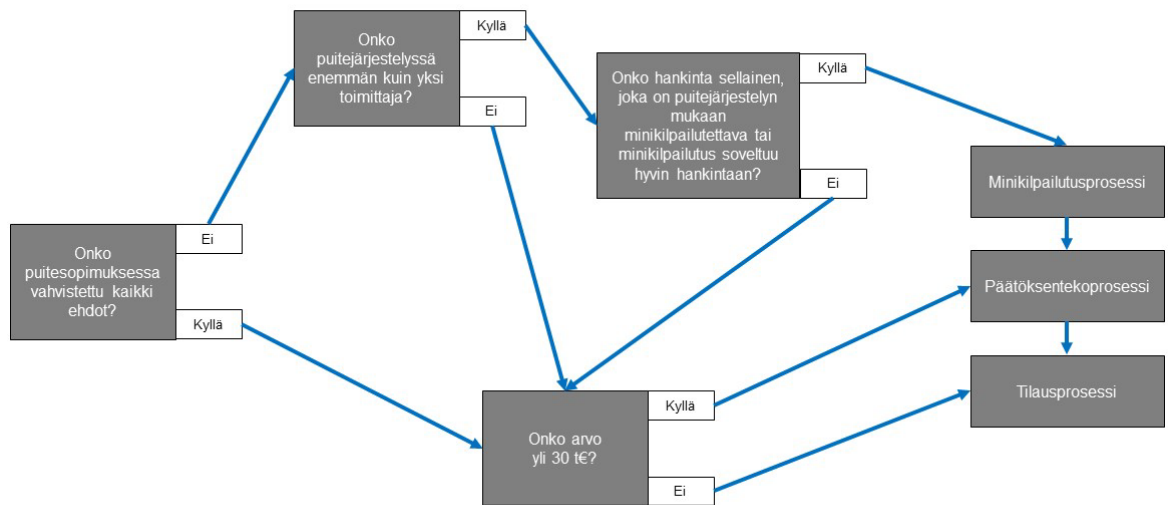 Onko
puitesopimuksessa
vahvistettu kaikki
ehdot?
Ei
Kyllä
Onko
puitejärjestelyssä
enemmän kuin yksi
toimittaja?
Kyllä
Ei
Onko hankinta sellainen,
joka on puitejärjestelyn
mukaan
minikilpailutettava tai
minikilpailutus soveltuu
hyvin hankintaan?
Kyllä
Ei
Onko arvo
yli 30 t€?
Kyllä
Ei
Minikilpailutusprosessi
Päätöksentekoprosessi
Tilausprosessi